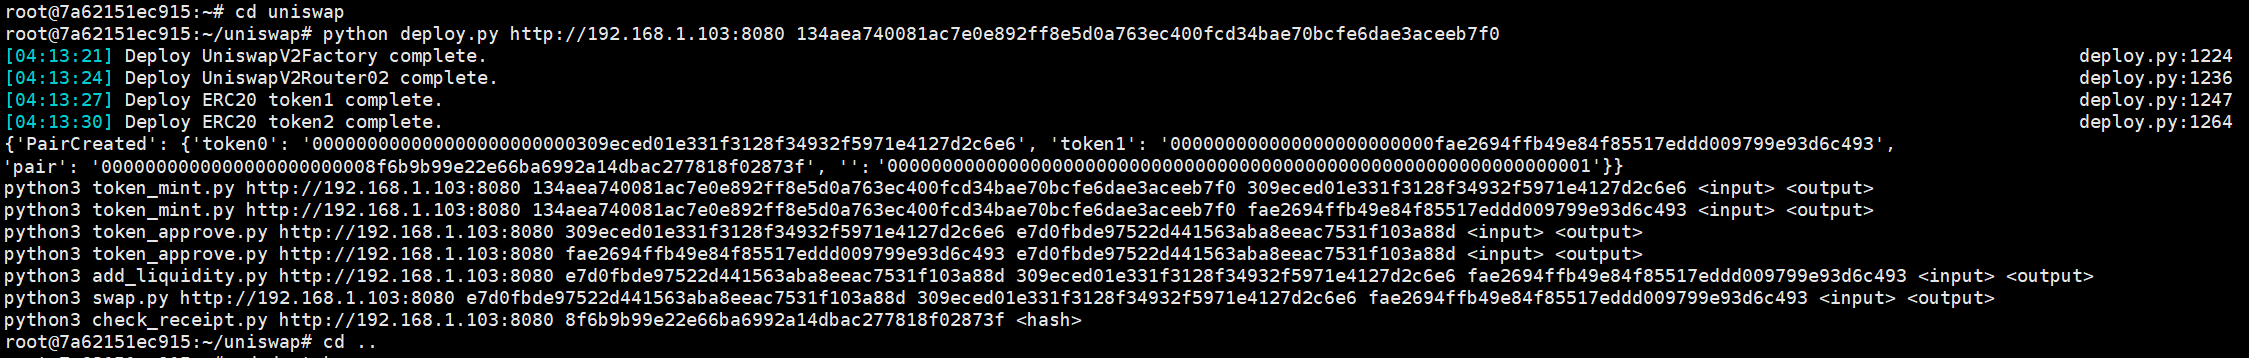 root@7a62151ec915:~# cd uniswap
root@7a62151ec915:~/uniswap# python deploy.py http://192.168.1.103:8080 134aea740081ac7e0e892ff8e5d0a763ec400fcd34bae70bcfe6dae3aceeb7f0
[04:13:21] Deploy UniswapV2Factory complete. deploy.py:1224
[04:13:24] Deploy UniswapV2Router02 complete. deploy.py:1236
[04:13:27] Deploy ERC20 token1 complete. deploy.py:1247
[04:13:30] Deploy ERC20 token2 complete. deploy.py:1264
{'PairCreated': {'token0': '000000000000000000000000309eced01e331f3128f34932f5971e4127d2c6e6', 'token1': '000000000000000000000000fae2694ffb49e84f85517eddd009799e93d6c493',
'pair': '0000000000000000000000008f6b9b99e22e66ba6992a14dbac277818f02873f', '': '0000000000000000000000000000000000000000000000000000000000000001'}}
python3 token_mint.py http://192.168.1.103:8080 134aea740081ac7e0e892ff8e5d0a763ec400fcd34bae70bcfe6dae3aceeb7f0 309eced01e331f3128f34932f5971e4127d2c6e6 <input> <output>
python3 token_mint.py http://192.168.1.103:8080 134aea740081ac7e0e892ff8e5d0a763ec400fcd34bae70bcfe6dae3aceeb7f0 fae2694ffb49e84f85517eddd009799e93d6c493 <input> <output>
python3 token_approve.py http://192.168.1.103:8080 309eced01e331f3128f34932f5971e4127d2c6e6 e7d0fbde97522d441563aba8eeac7531f103a88d <input> <output>
python3 token_approve.py http://192.168.1.103:8080 fae2694ffb49e84f85517eddd009799e93d6c493 e7d0fbde97522d441563aba8eeac7531f103a88d <input> <output>
python3 add_liquidity.py http://192.168.1.103:8080 e7d0fbde97522d441563aba8eeac7531f103a88d 309eced01e331f3128f34932f5971e4127d2c6e6 fae2694ffb49e84f85517eddd009799e93d6c493 <input> <output>
python3 swap.py http://192.168.1.103:8080 e7d0fbde97522d441563aba8eeac7531f103a88d 309eced01e331f3128f34932f5971e4127d2c6e6 fae2694ffb49e84f85517eddd009799e93d6c493 <input> <output>
python3 check_receipt.py http://192.168.1.103:8080 8f6b9b99e22e66ba6992a14dbac277818f02873f <hash>
root@7a62151ec915:~/uniswap# cd ..